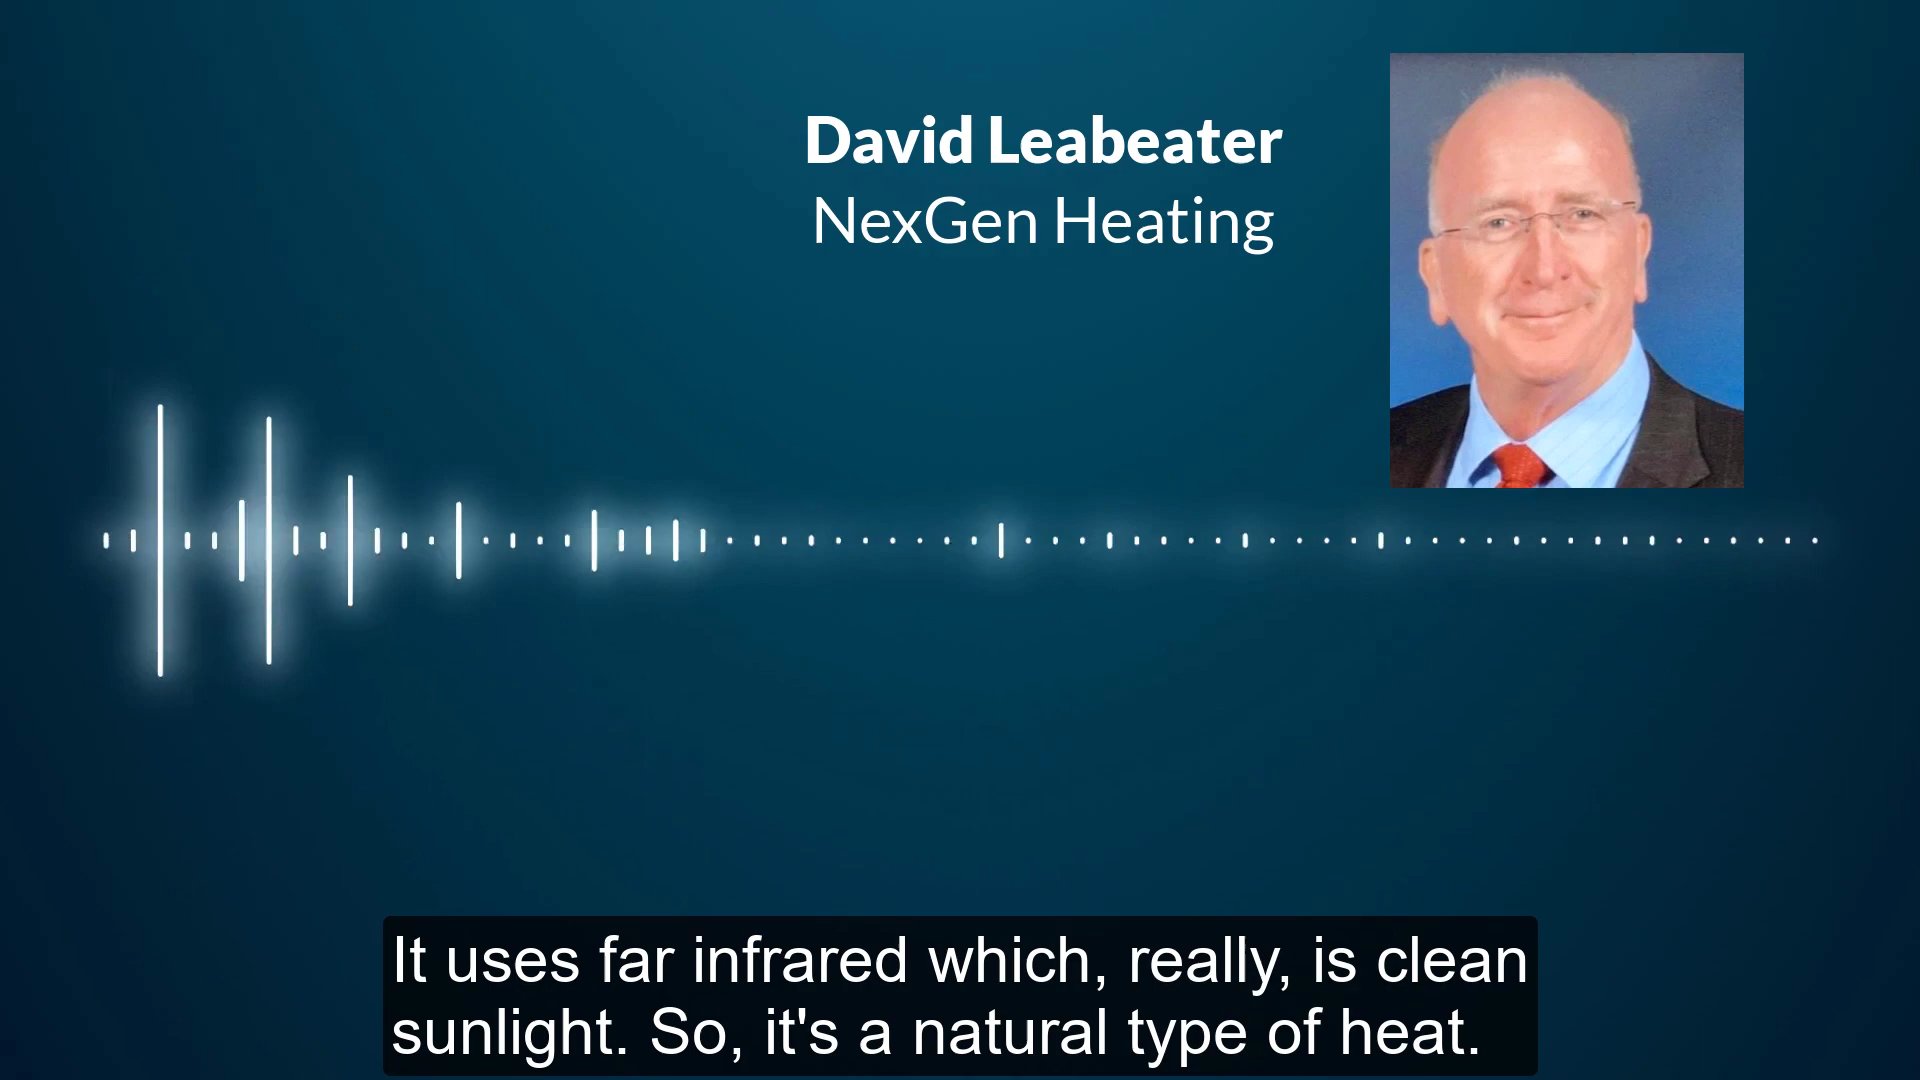 David Leabeater
NexGen Heating
It uses far infrared which, really, is clean
sunlight. So, it's a natural type of heat.